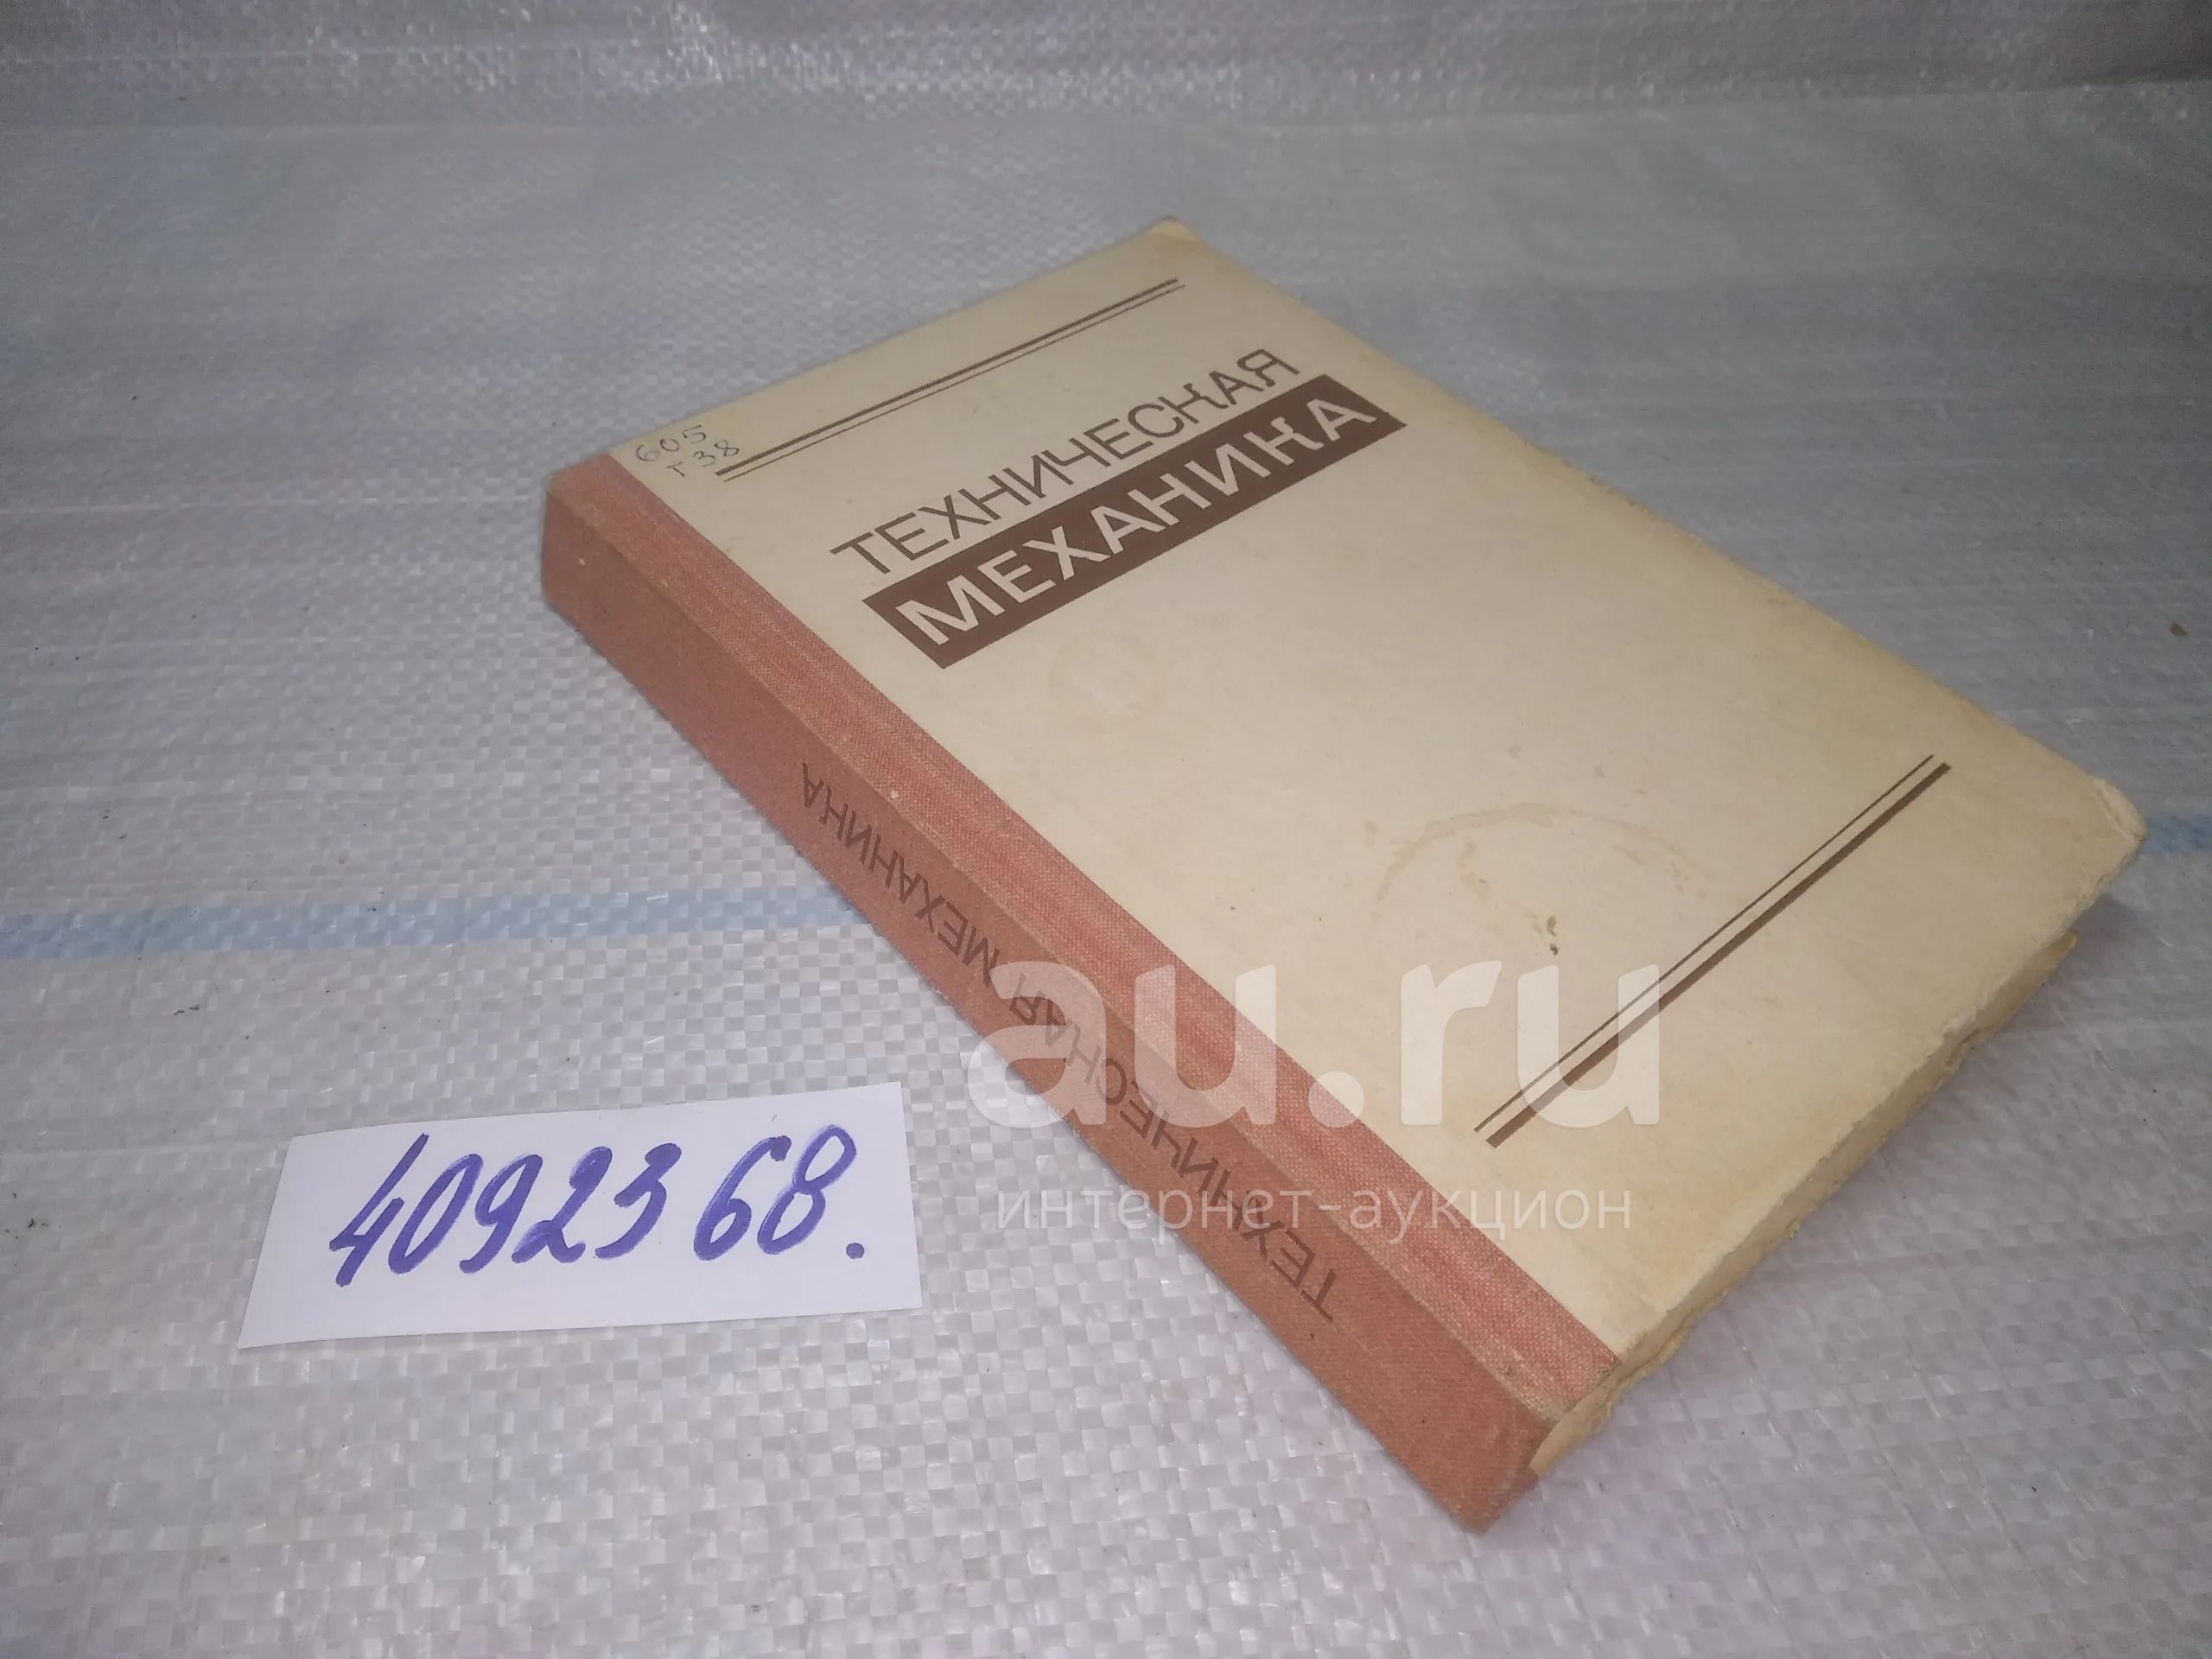 605
Т38
ТЕХНИЧЕСКАЯ
МЕХАНИКА
ТЕХНИЧЕСКАЯ МЕХАНИКА
4092368.
au.ru
интернет-аукцион